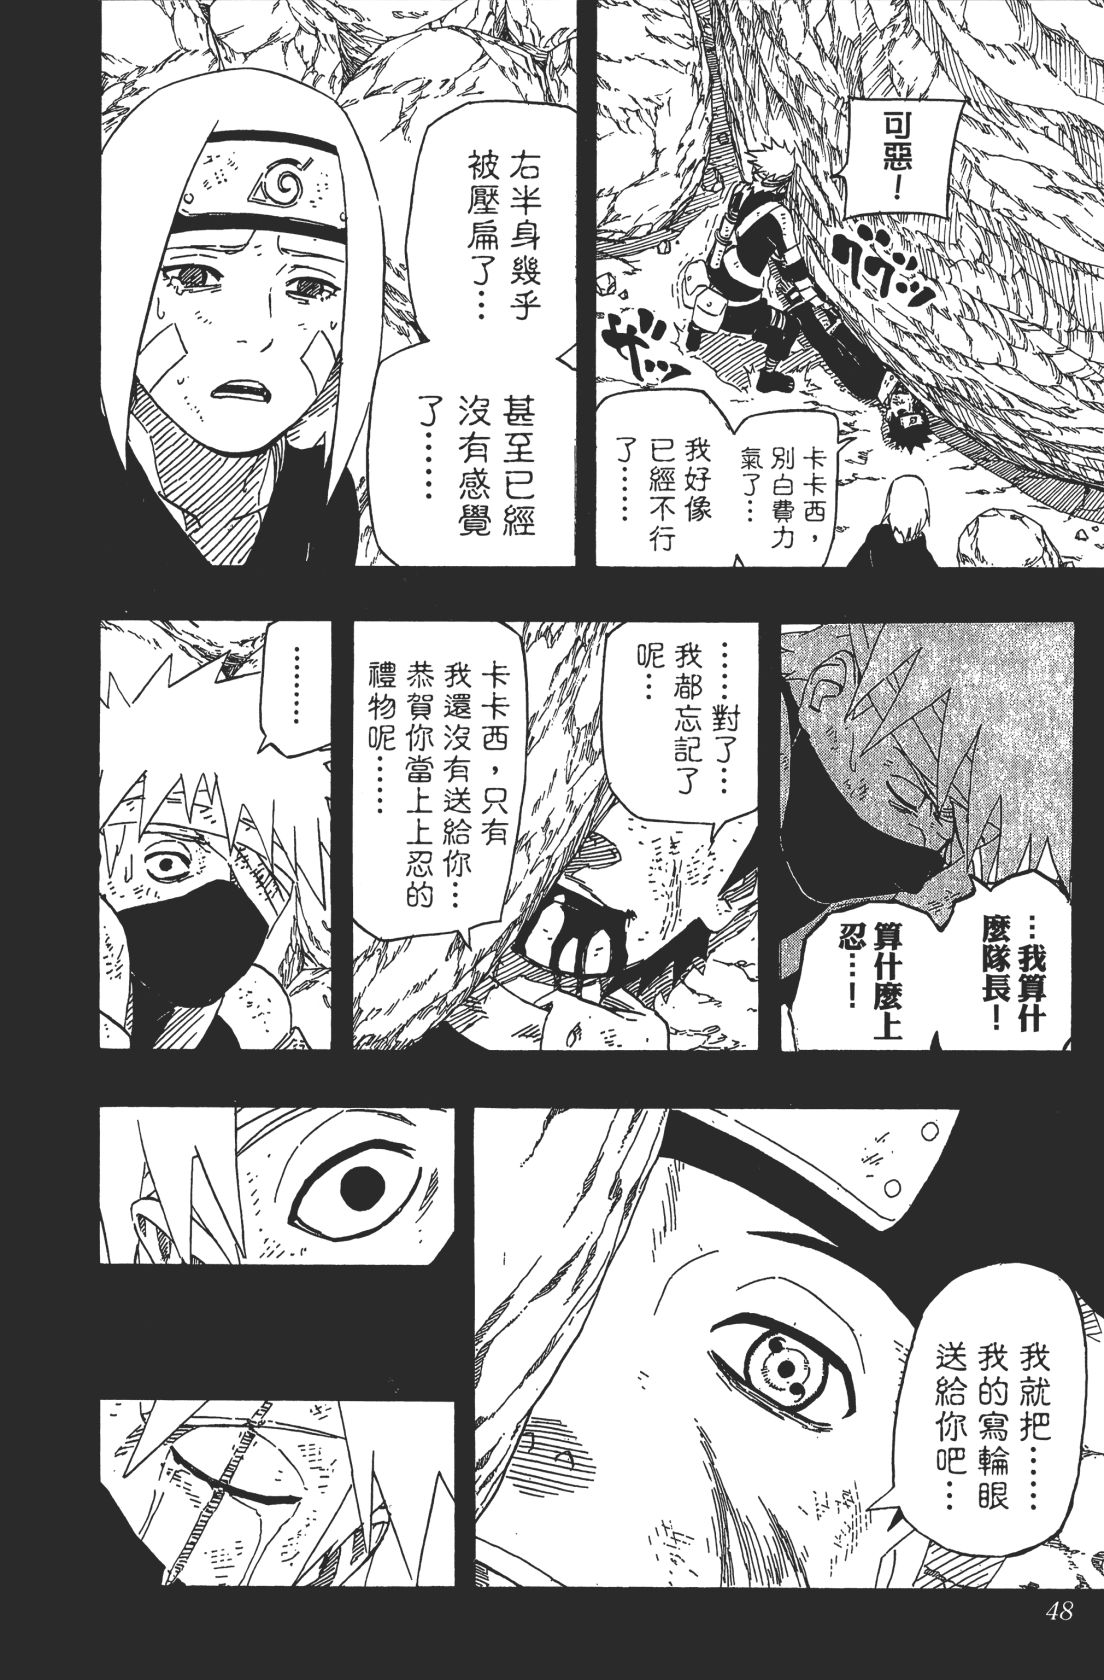 可惡！
ググッ
ザッ
卡卡西，
別白費力
氣了…
我好像
已經不行
了……
右半身幾乎
被壓扁了…
甚至已經
沒有感覺
了……
…我算什
麼隊長！
算什麼上
忍…！
……對了…
我都忘記了
呢…
卡卡西，只有
我還沒有送給你…
恭賀你當上上忍的
禮物呢……
………
我就把……
我的寫輪眼
送給你吧…
48